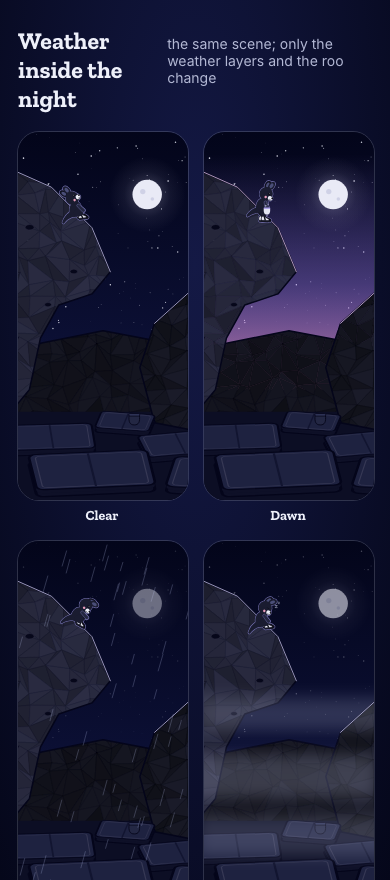 Weather
inside the
night
the same scene; only the
weather layers and the roo
change
Clear
Dawn